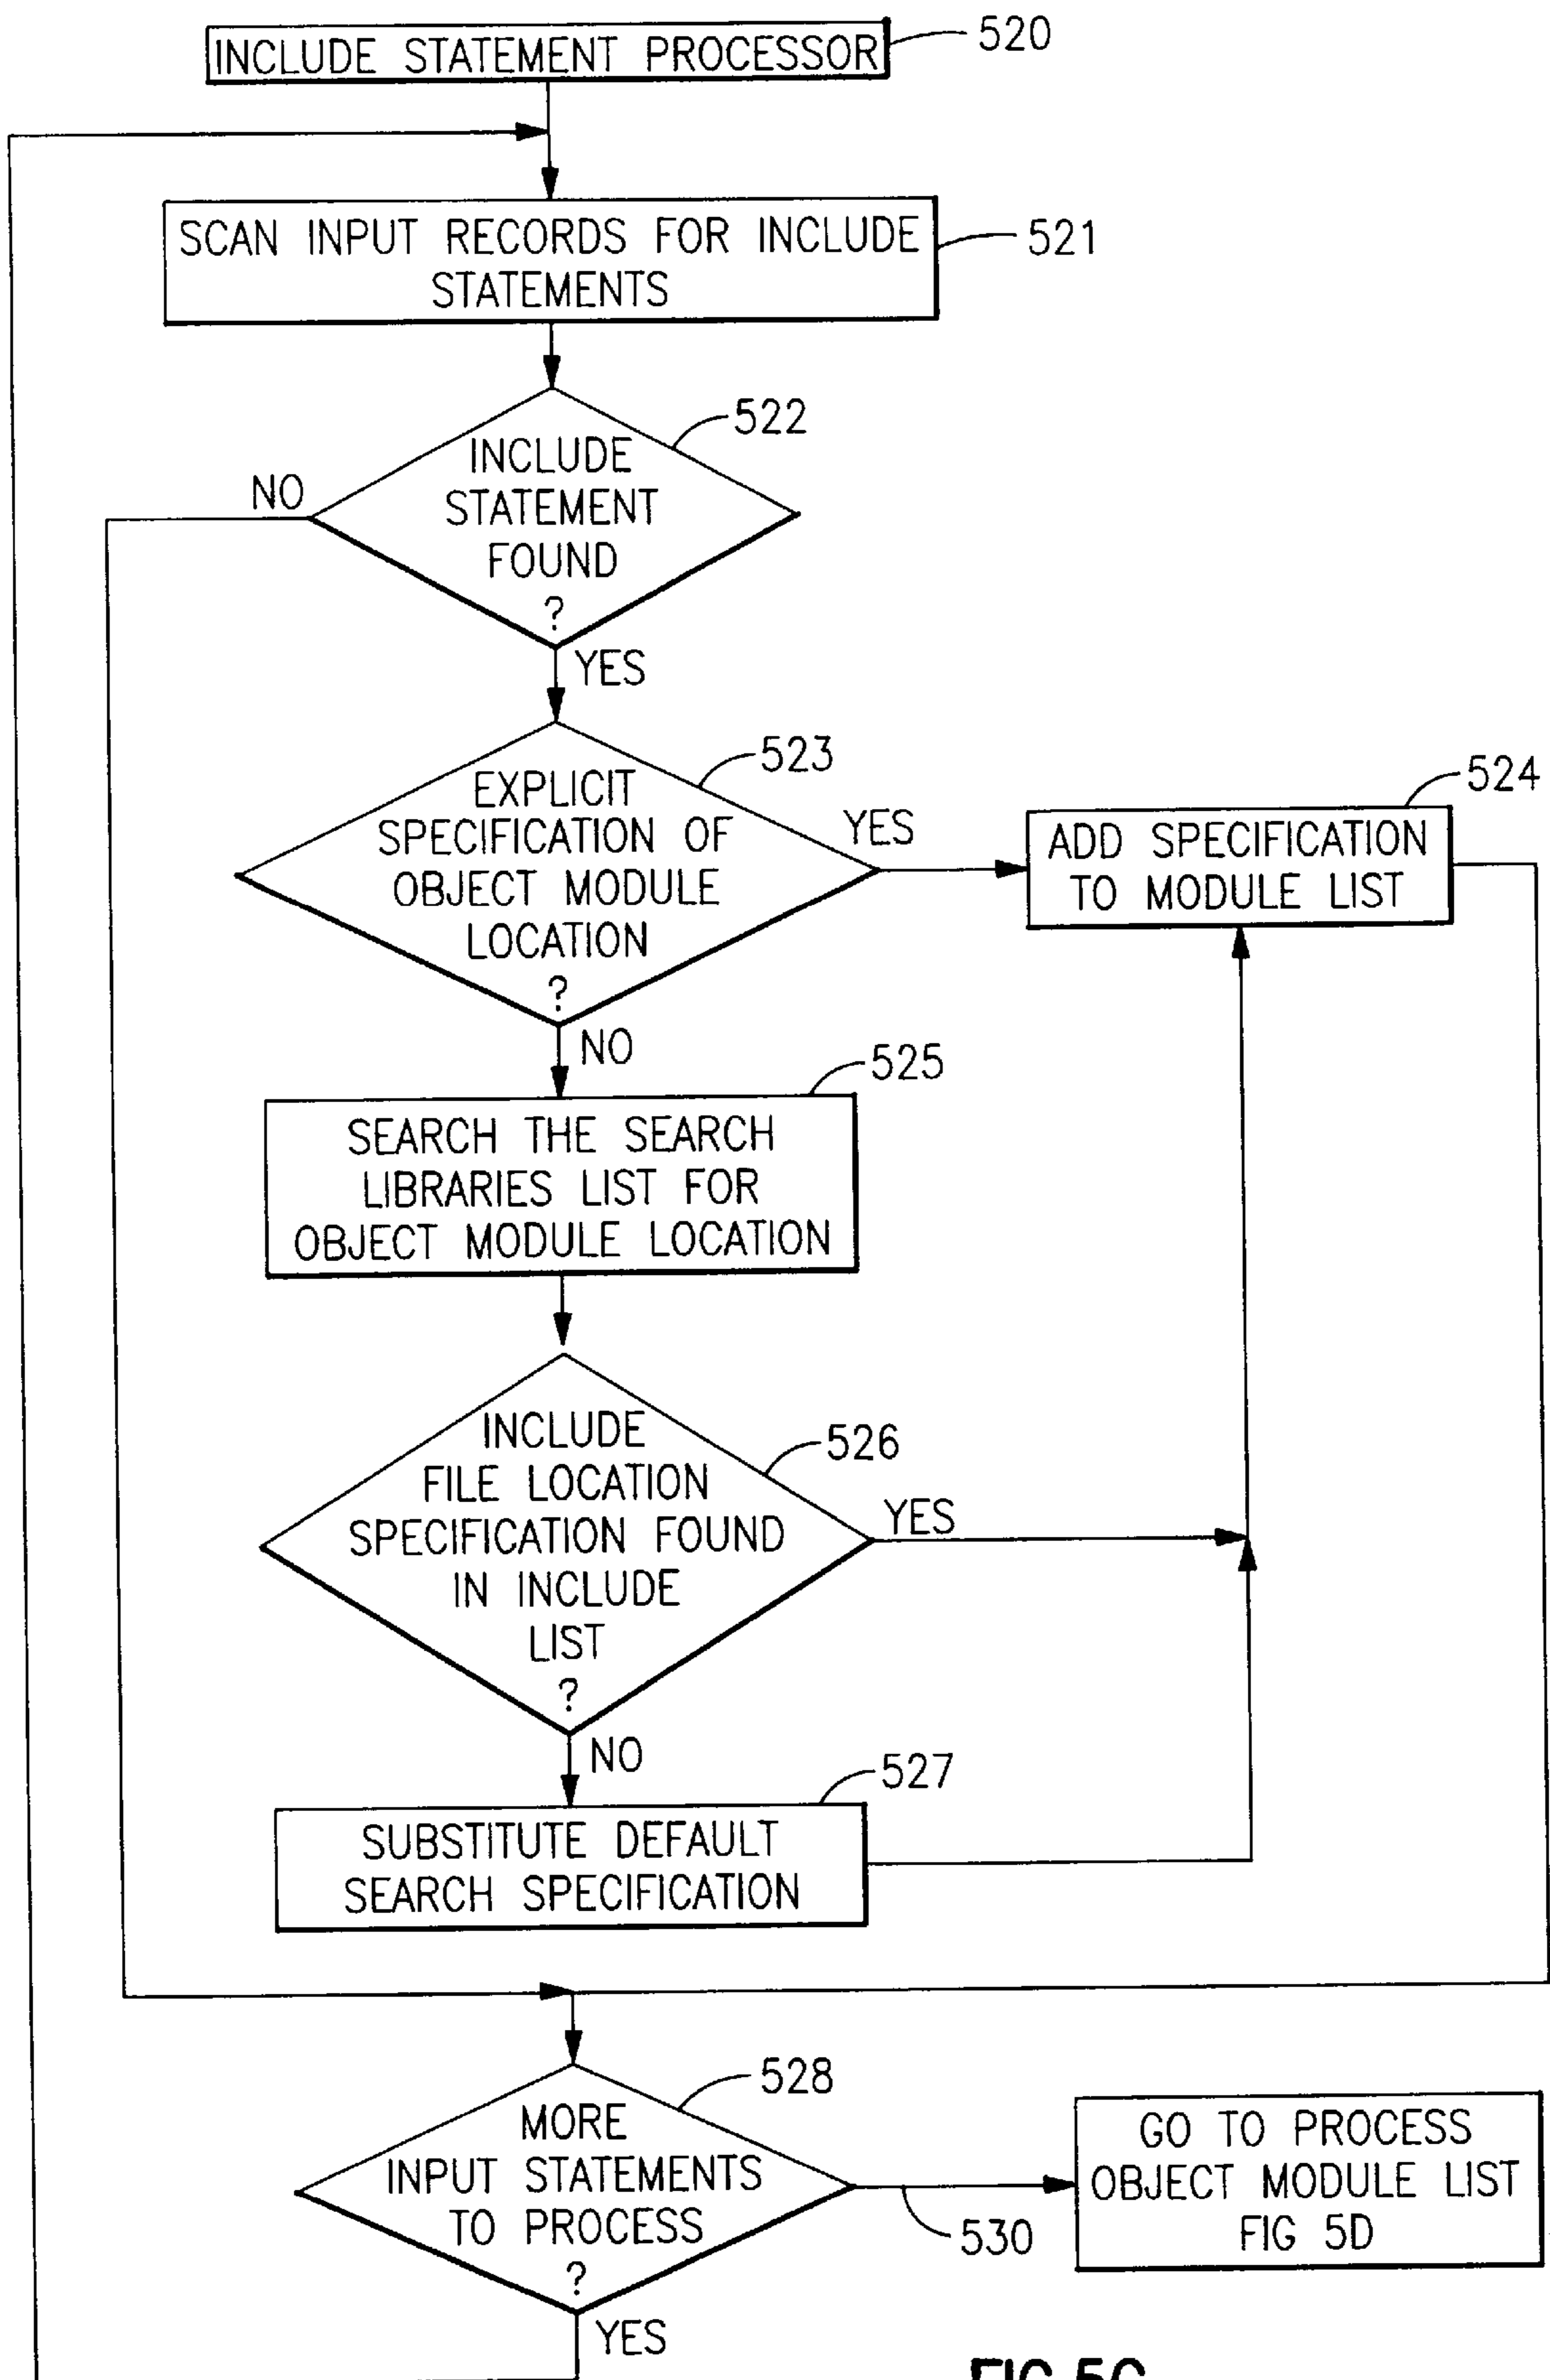 INCLUDE STATEMENT PROCESSOR
520
SCAN INPUT RECORDS FOR INCLUDE
STATEMENTS
521
522
INCLUDE
STATEMENT
FOUND
?
NO
YES
523
EXPLICIT
SPECIFICATION OF
OBJECT MODULE
LOCATION
?
YES
524
ADD SPECIFICATION
TO MODULE LIST
NO
525
SEARCH THE SEARCH
LIBRARIES LIST FOR
OBJECT MODULE LOCATION
526
INCLUDE
FILE LOCATION
SPECIFICATION FOUND
IN INCLUDE
LIST
?
YES
NO
527
SUBSTITUTE DEFAULT
SEARCH SPECIFICATION
528
MORE
INPUT STATEMENTS
TO PROCESS
?
530
GO TO PROCESS
OBJECT MODULE LIST
FIG 5D
YES
FIG.5C